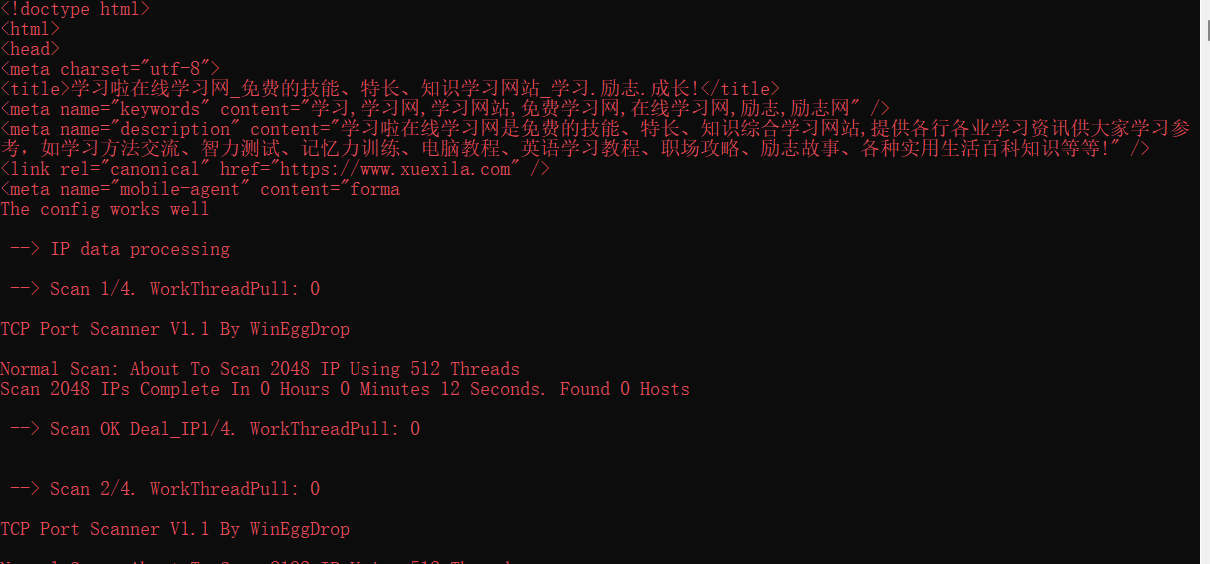 <!doctype html>
<html>
<head>
<meta charset="utf-8">
<title>学习啦在线学习网_免费的技能、特长、知识学习网站_学习.励志.成长!</title>
<meta name="keywords" content="学习,学习网,学习网站,免费学习网,在线学习网,励志,励志网" />
<meta name="description" content="学习啦在线学习网是免费的技能、特长、知识综合学习网站,提供各行各业学习资讯供大家学习参
考，如学习方法交流、智力测试、记忆力训练、电脑教程、英语学习教程、职场攻略、励志故事、各种实用生活百科知识等等!" />
<link rel="canonical" href="https://www.xuexila.com" />
<meta name="mobile-agent" content="forma
The config works well
--> IP data processing
--> Scan 1/4. WorkThreadPull: 0
TCP Port Scanner V1.1 By WinEggDrop
Normal Scan: About To Scan 2048 IP Using 512 Threads
Scan 2048 IPs Complete In 0 Hours 0 Minutes 12 Seconds. Found 0 Hosts
--> Scan OK Deal_IP1/4. WorkThreadPull: 0
--> Scan 2/4. WorkThreadPull: 0
TCP Port Scanner V1.1 By WinEggDrop